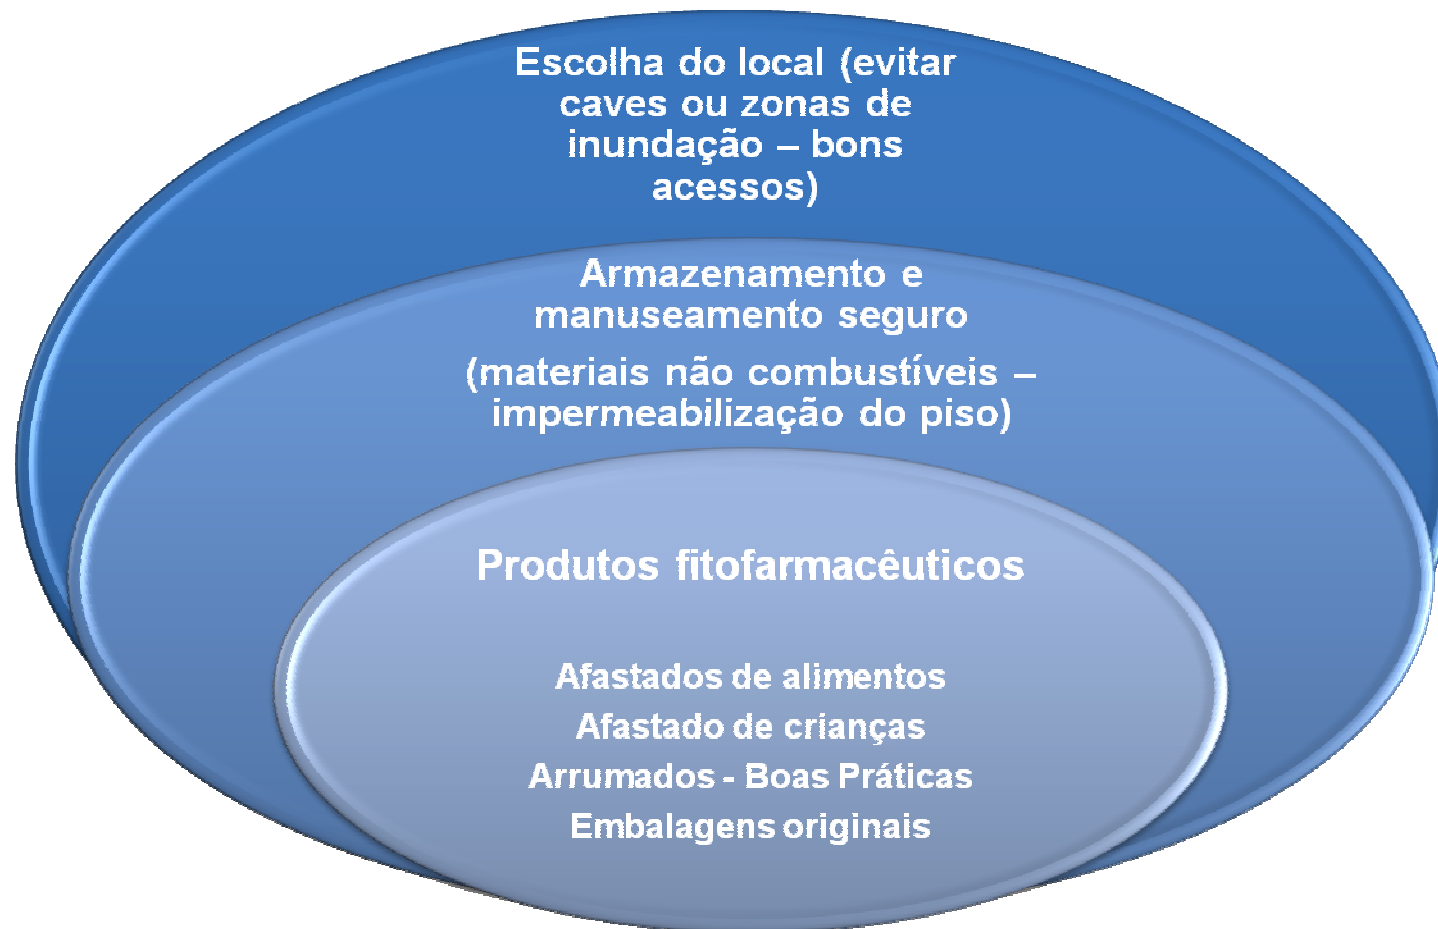 Escolha do local (evitar
caves ou zonas de
inundação – bons
acessos)
Armazenamento e
manuseamento seguro
(materiais não combustíveis –
impermeabilização do piso)
Produtos fitofarmacêuticos
Afastados de alimentos
Afastado de crianças
Arrumados - Boas Práticas
Embalagens originais